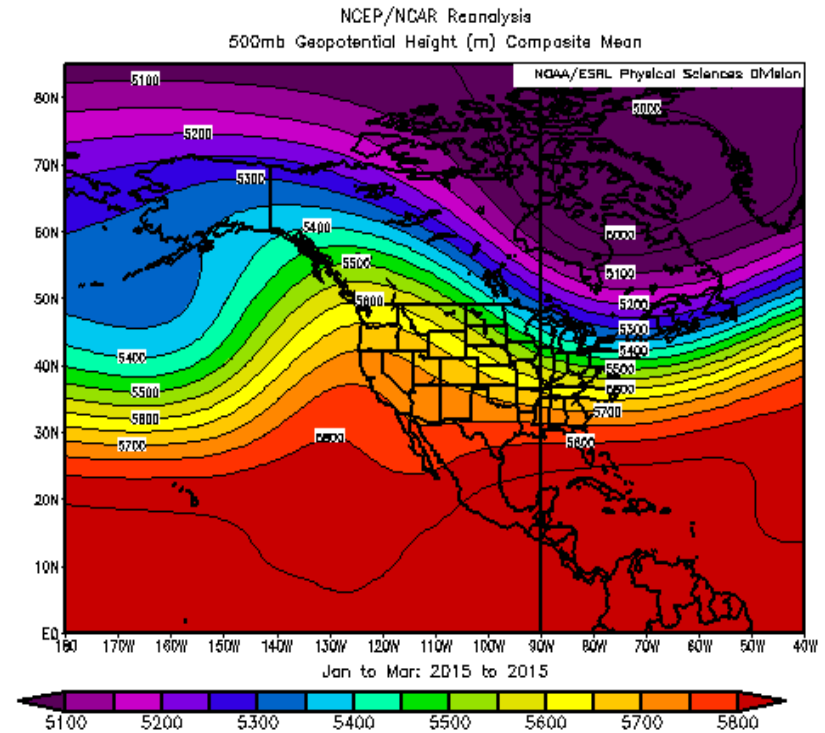 NCEP/NCAR Reanalysis
500mb Geopotential Height (m) Composite Mean
NOAA/ESRL Physical Sciences Division
80N
70N
60N
50N
40N
30N
20N
10N
EQ
5100
5200
5300
5400
5500
5600
5400
5500
5600
5700
5800
5000
5000
5100
5200
5300
5400
5500
5600
5700
5800
180 170W 160W 150W 140W 130W 120W 110W 100W 90W 80W 70W 60W 50W 40W
Jan to Mar: 2015 to 2015
5100 5200 5300 5400 5500 5600 5700 5800